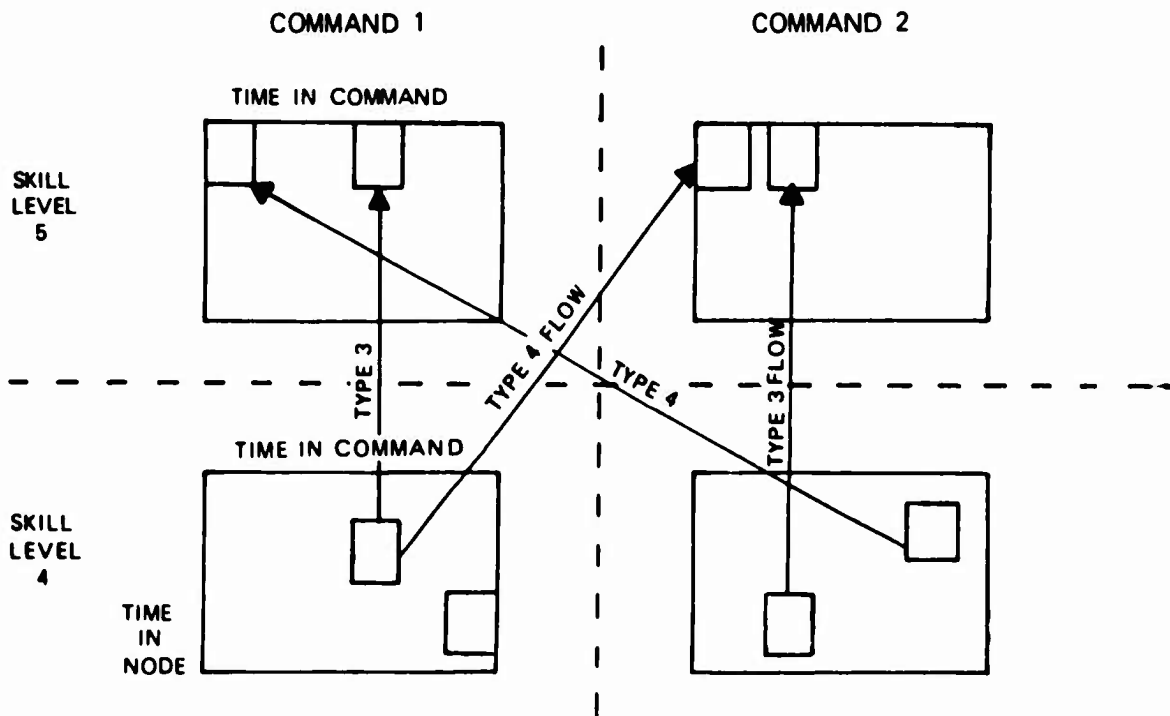 COMMAND 1
COMMAND 2
TIME IN COMMAND
SKILL
LEVEL
5
TYPE 3
TYPE 4 FLOW
TYPE 4
TYPE 3 FLOW
TIME IN COMMAND
SKILL
LEVEL
4
TIME
IN
NODE